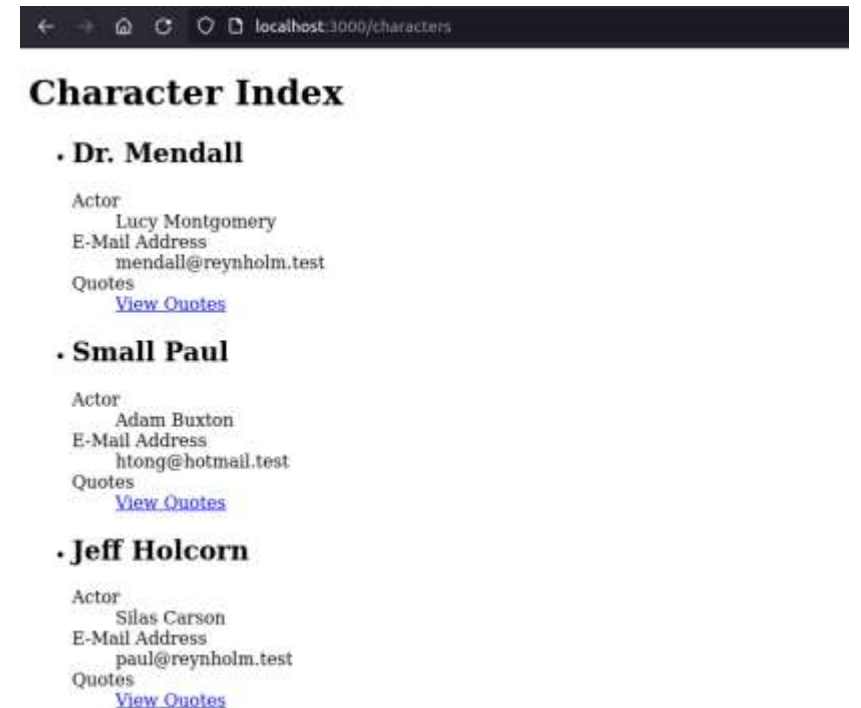 localhost:3000/characters
Character Index
Dr. Mendall
Actor
Lucy Montgomery
E-Mail Address
mendall@reynholm.test
Quotes
View Quotes
Small Paul
Actor
Adam Buxton
E-Mail Address
htong@hotmail.test
Quotes
View Quotes
Jeff Holcorn
Actor
Silas Carson
E-Mail Address
paul@reynholm.test
Quotes
View Quotes